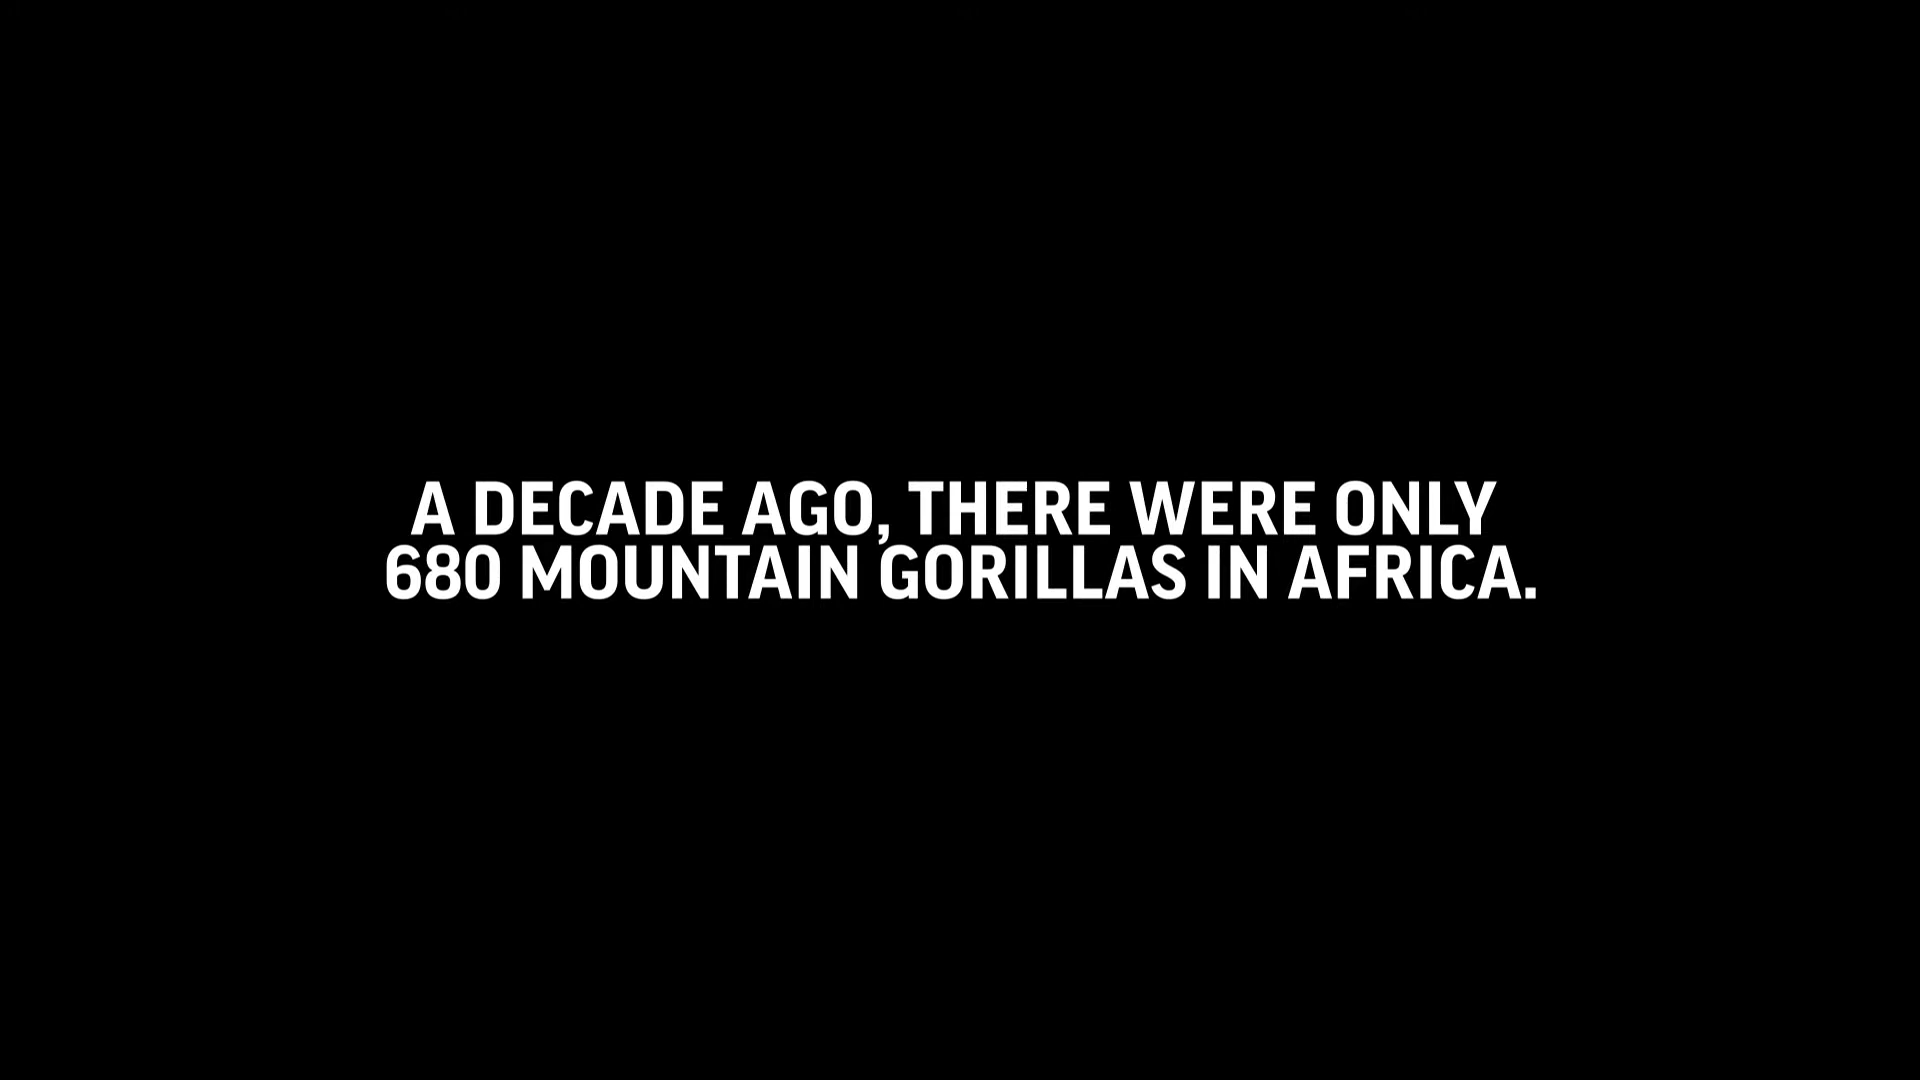 A DECADE AGO, THERE WERE ONLY
680 MOUNTAIN GORILLAS IN AFRICA.